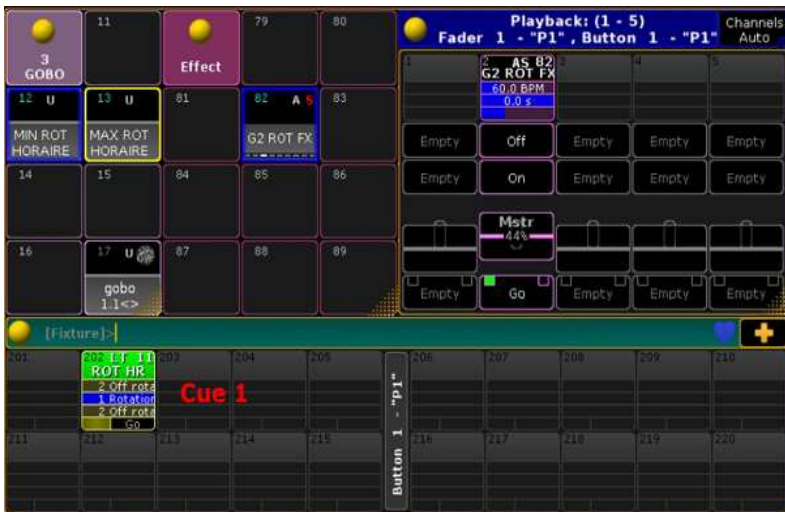 11
79
80
3
GOBO
Effect
12 U
MIN ROT
HORAIRE
13 U
MAX ROT
HORAIRE
81
82 A S
G2 ROT FX
83
14
15
84
85
86
16
17 U
gobo
1.1<>
87
88
89
Playback: (1 - 5)
Fader 1 - "P1" , Button 1 - "P1"
Channels
Auto
1
2 AS 82
G2 ROT FX
60.0 BPM
0.0 s
3
4
5
Empty
Off
Empty
Empty
Empty
Empty
On
Empty
Empty
Empty
Mstr
44%
Empty
Go
Empty
Empty
Empty
[Fixture]>
201
202 LT 11
ROT HR
2 Off rota
1 Rotation
2 Off rota
Go
203
204
205
Cue 1
Button 1 - "P1"
206
207
208
209
210
211
212
213
214
215
216
217
218
219
220